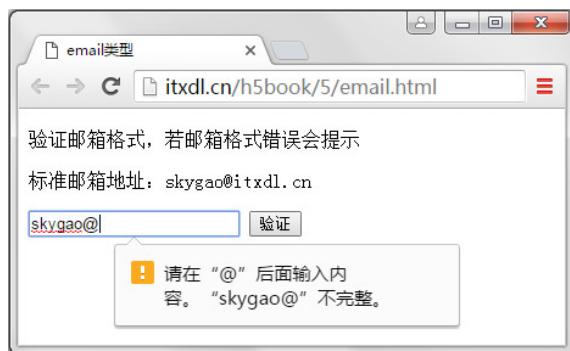 email类型
itxdl.cn/h5book/5/email.html
验证邮箱格式，若邮箱格式错误会提示
标准邮箱地址：skygao@itxdl.cn
skygao@ 验证
请在“@”后面输入内
容。“skygao@”不完整。